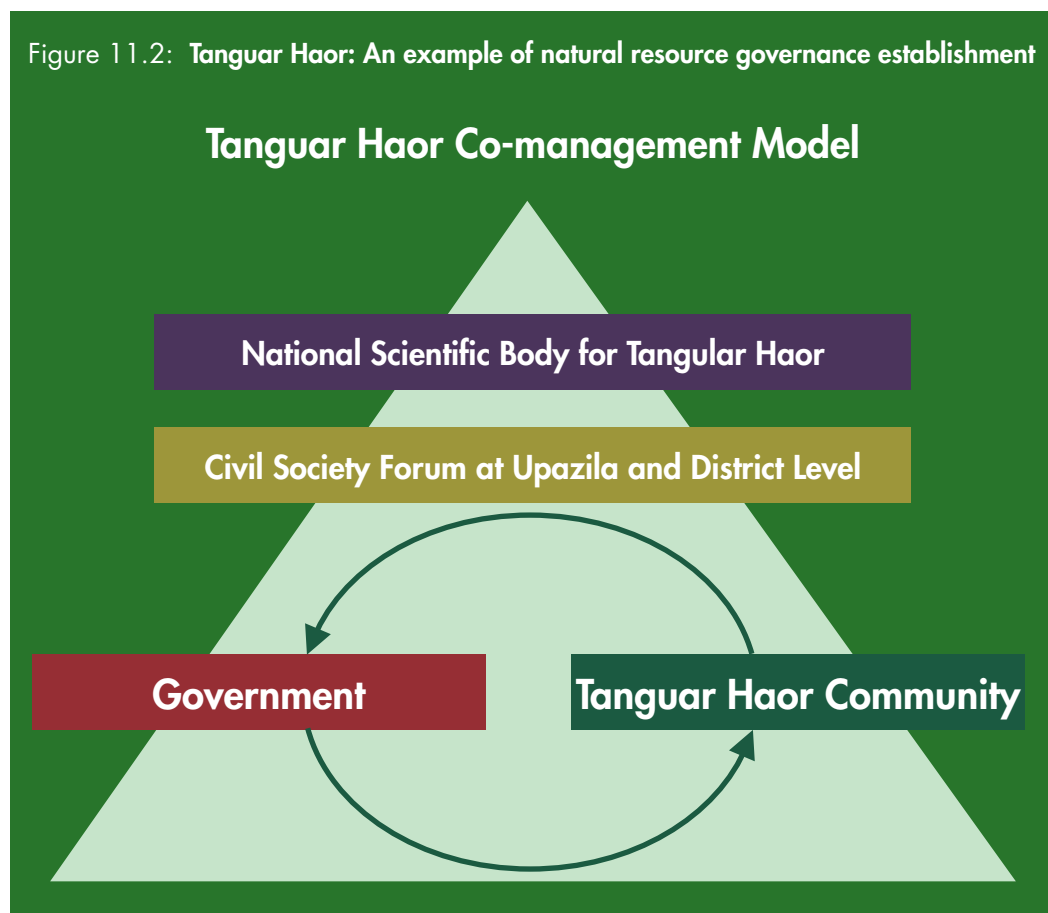 Figure 11.2: Tanguar Haor: An example of natural resource governance establishment
Tanguar Haor Co-management Model
National Scientific Body for Tangular Haor
Civil Society Forum at Upazila and District Level
Government
Tanguar Haor Community